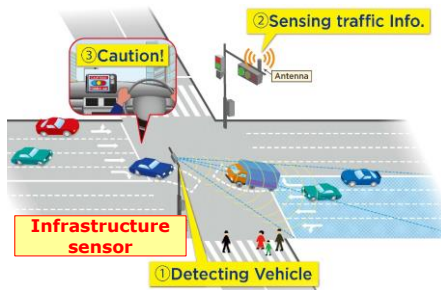 ②Sensing traffic Info.
③Caution!
Antenna
Infrastructure
sensor
①Detecting Vehicle